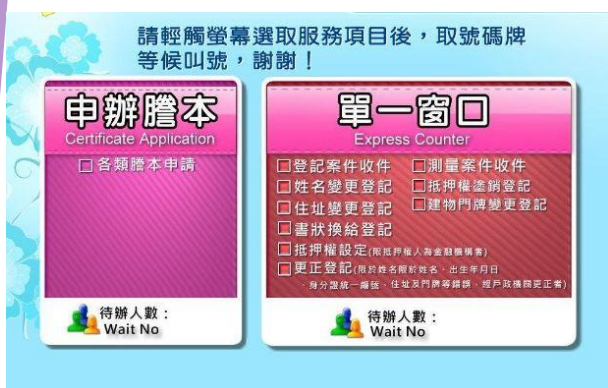 請輕觸螢幕選取服務項目後，取號碼牌
等候叫號，謝謝！
申辦謄本
Certificate Application
各類謄本申請
待辦人數：
Wait No
單一窗口
Express Counter
登記案件收件
測量案件收件
姓名變更登記
抵押權塗銷登記
住址變更登記
建物門牌變更登記
書狀換給登記
抵押權設定(限抵押權人為金融機構者)
更正登記(限於姓名限於姓名、出生年月日
、身分證統一編號、住址及門牌等錯誤，經戶政機關更正者)
待辦人數：
Wait No